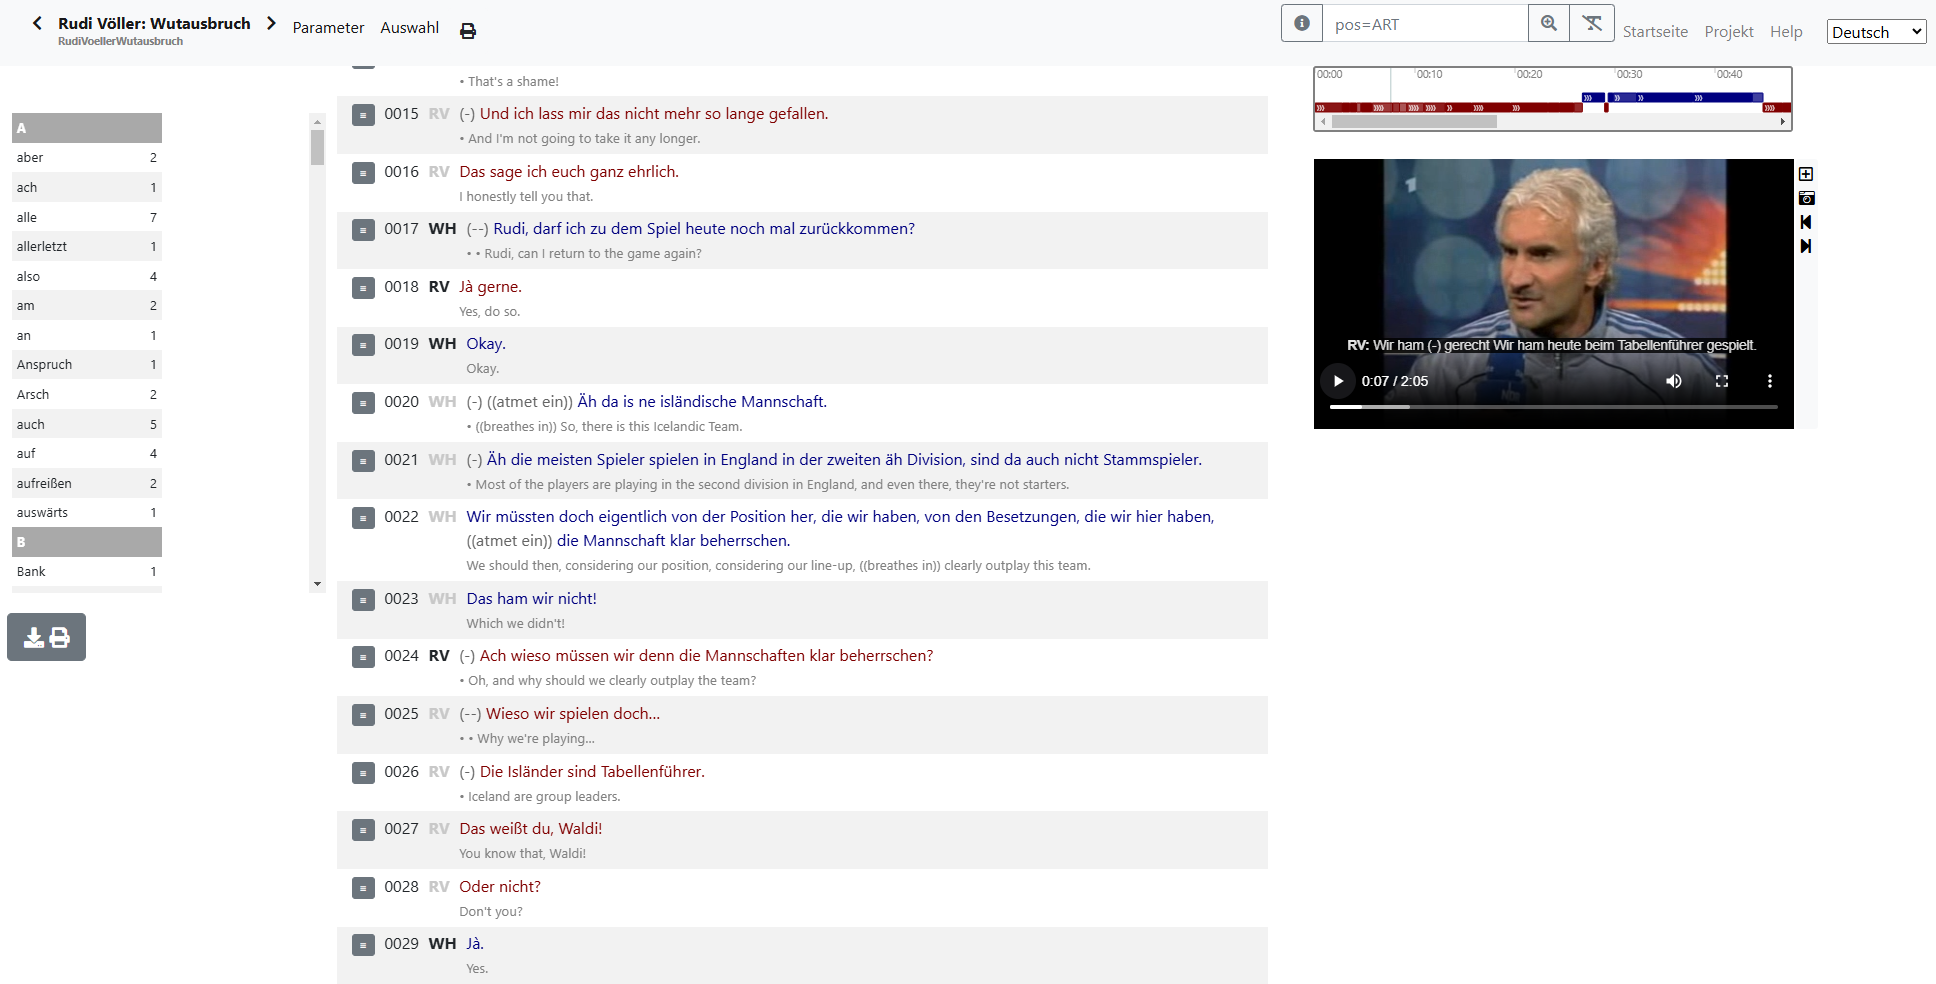 Rudi Völler: Wutausbruch
RudiVoellerWutausbruch
Parameter
Auswahl
pos=ART
Startseite
Projekt
Help
Deutsch
A
aber 2
ach 1
alle 7
allerletzt 1
also 4
am 2
an 1
Anspruch 1
Arsch 2
auch 5
auf 4
aufreißen 2
auswärts 1
B
Bank 1
• That's a shame!
0015 RV (-) Und ich lass mir das nicht mehr so lange gefallen.
• And I'm not going to take it any longer.
0016 RV Das sage ich euch ganz ehrlich.
I honestly tell you that.
0017 WH (--) Rudi, darf ich zu dem Spiel heute noch mal zurückkommen?
• • Rudi, can I return to the game again?
0018 RV Jà gerne.
Yes, do so.
0019 WH Okay.
Okay.
0020 WH (-) ((atmet ein)) Äh da is ne isländische Mannschaft.
• ((breathes in)) So, there is this Icelandic Team.
0021 WH (-) Äh die meisten Spieler spielen in England in der zweiten äh Division, sind da auch nicht Stammspieler.
• Most of the players are playing in the second division in England, and even there, they're not starters.
0022 WH Wir müssten doch eigentlich von der Position her, die wir haben, von den Besetzungen, die wir hier haben,
((atmet ein)) die Mannschaft klar beherrschen.
We should then, considering our position, considering our line-up, ((breathes in)) clearly outplay this team.
0023 WH Das ham wir nicht!
Which we didn't!
0024 RV (-) Ach wieso müssen wir denn die Mannschaften klar beherrschen?
• Oh, and why should we clearly outplay the team?
0025 RV (--) Wieso wir spielen doch...
• • Why we're playing...
0026 RV (-) Die Isländer sind Tabellenführer.
• Iceland are group leaders.
0027 RV Das weißt du, Waldi!
You know that, Waldi!
0028 RV Oder nicht?
Don't you?
0029 WH Jà.
Yes.
00:00 00:10 00:20 00:30 00:40
RV: Wir ham (-) gerecht Wir ham heute beim Tabellenführer gespielt.
0:07 / 2:05